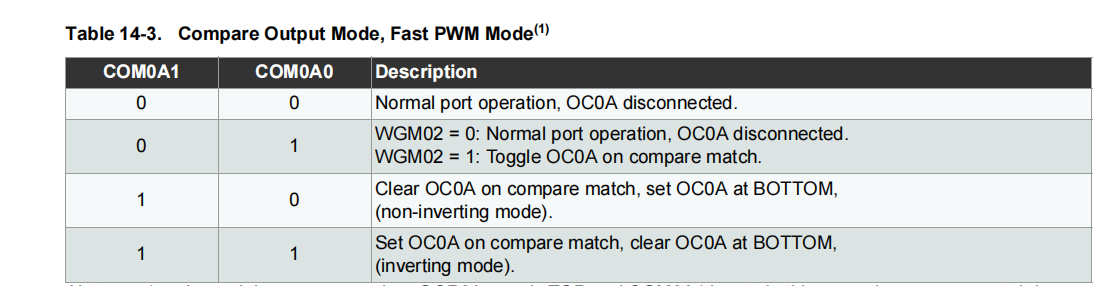 Table 14-3. Compare Output Mode, Fast PWM Mode(1)
COM0A1 COM0A0 Description
0 0 Normal port operation, OC0A disconnected.
0 1 WGM02 = 0: Normal port operation, OC0A disconnected.
WGM02 = 1: Toggle OC0A on compare match.
1 0 Clear OC0A on compare match, set OC0A at BOTTOM,
(non-inverting mode).
1 1 Set OC0A on compare match, clear OC0A at BOTTOM,
(inverting mode).